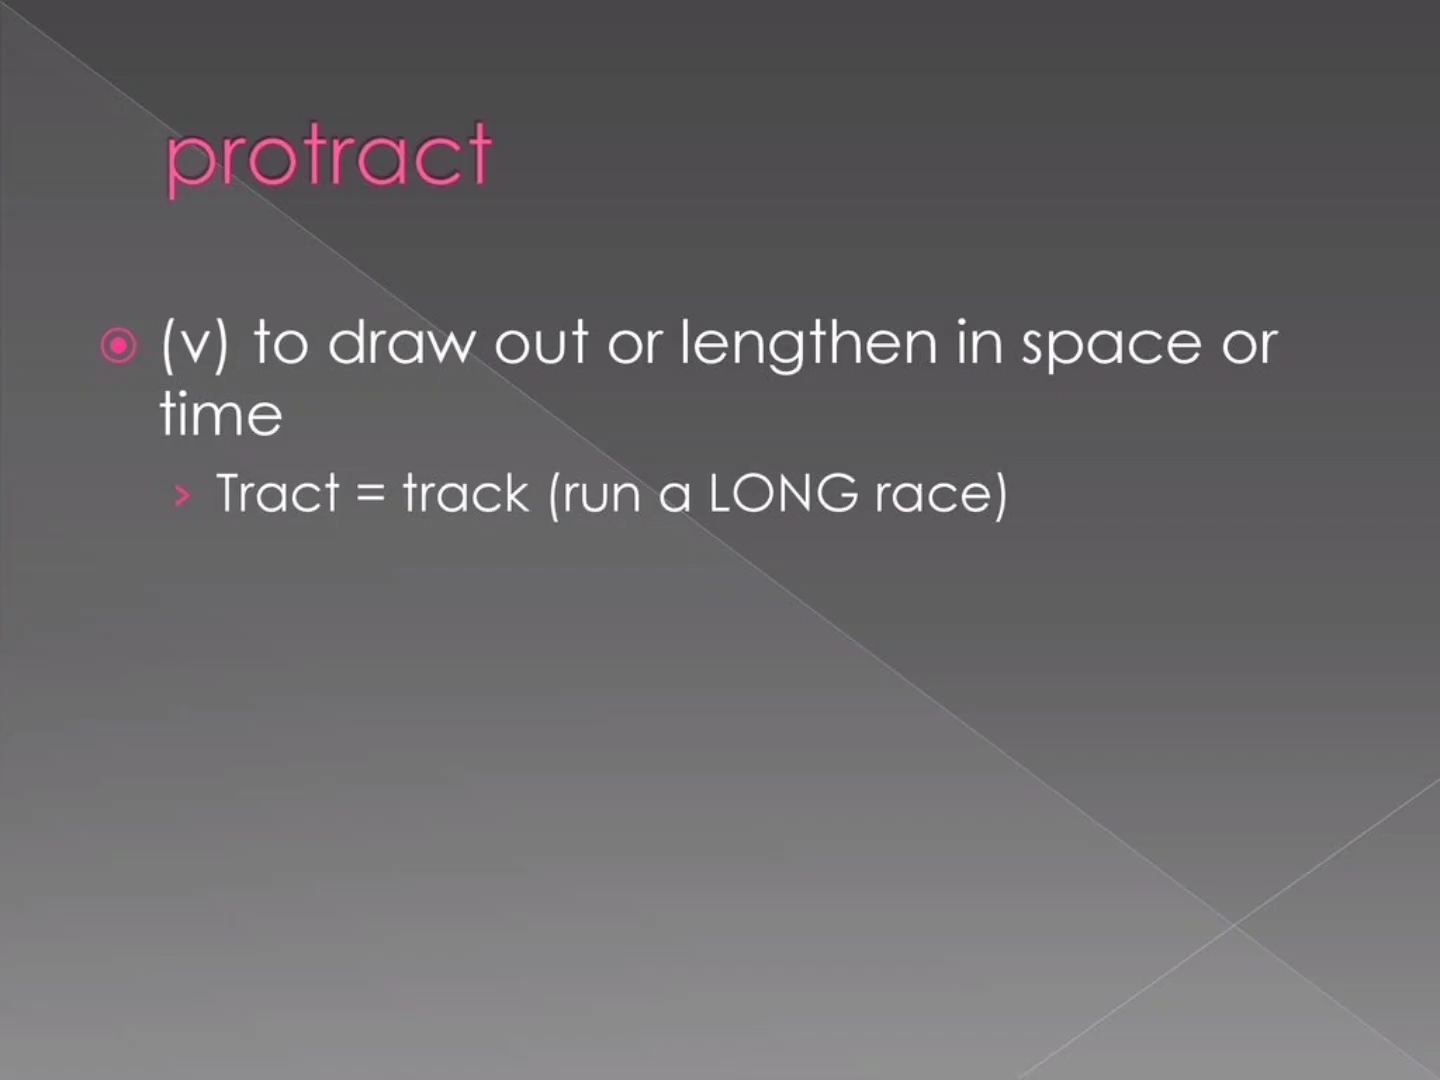 protract
(v) to draw out or lengthen in space or
time
Tract = track (run a LONG race)